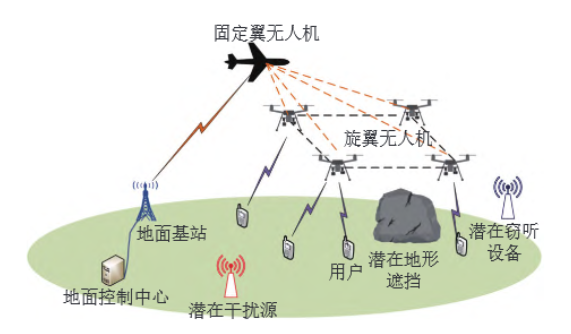 固定翼无人机
旋翼无人机
地面基站
潜在窃听
设备
用户
潜在地形
遮挡
地面控制中心
潜在干扰源